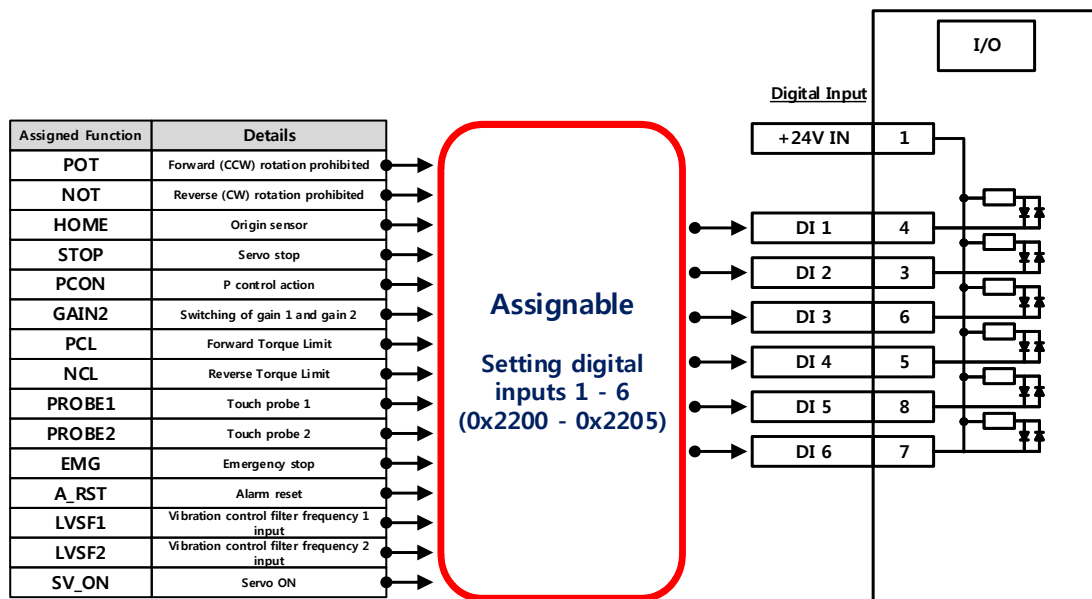 I/O
Digital Input
+24V IN 1
Assigned Function Details
POT Forward (CCW) rotation prohibited
NOT Reverse (CW) rotation prohibited
HOME Origin sensor
STOP Servo stop
PCON P control action
GAIN2 Switching of gain 1 and gain 2
PCL Forward Torque Limit
NCL Reverse Torque Limit
PROBE1 Touch probe 1
PROBE2 Touch probe 2
EMG Emergency stop
A_RST Alarm reset
LVSF1 Vibration control filter frequency 1
input
LVSF2 Vibration control filter frequency 2
input
SV_ON Servo ON
Assignable
Setting digital
inputs 1 - 6
(0x2200 - 0x2205)
DI 1 4
DI 2 3
DI 3 6
DI 4 5
DI 5 8
DI 6 7